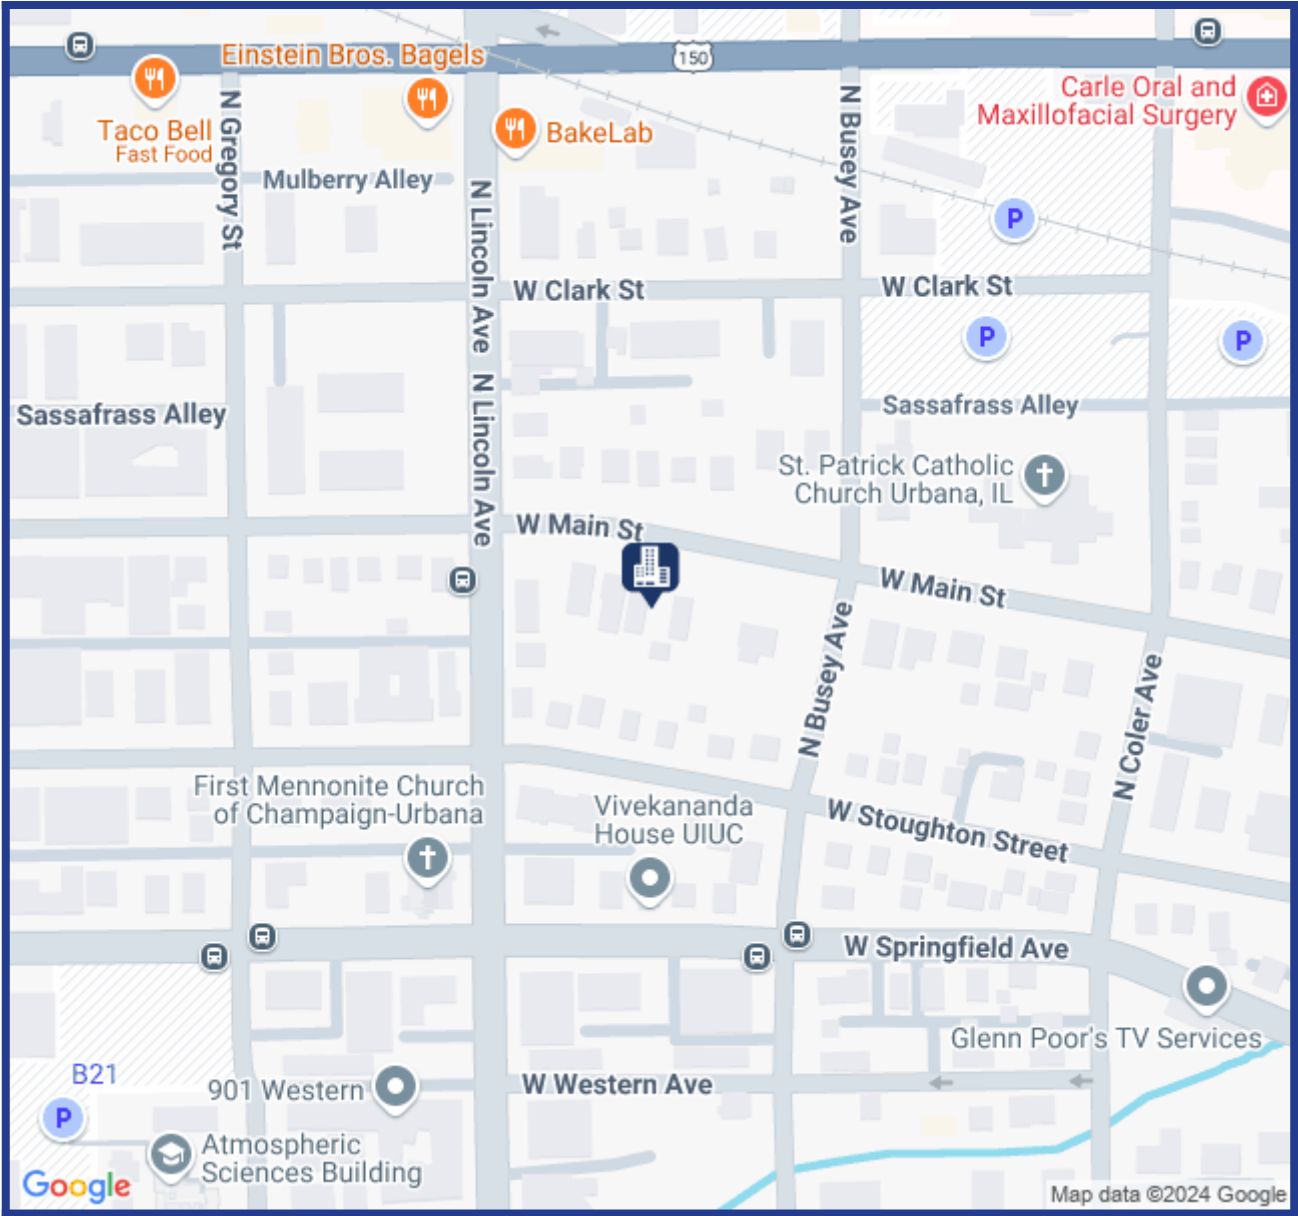 Einstein Bros. Bagels
150
Taco Bell
Fast Food
BakeLab
Carle Oral and
Maxillofacial Surgery
N Gregory St
Mulberry Alley
N Lincoln Ave
N Busey Ave
P
W Clark St
W Clark St
P
P
N Lincoln Ave
Sassafrass Alley
Sassafrass Alley
St. Patrick Catholic
Church Urbana, IL
W Main St
W Main St
N Busey Ave
N Coler Ave
First Mennonite Church
of Champaign-Urbana
Vivekananda
House UIUC
W Stoughton Street
W Springfield Ave
Glenn Poor's TV Services
B21
P
901 Western
W Western Ave
Atmospheric
Sciences Building
Google
Map data ©2024 Google